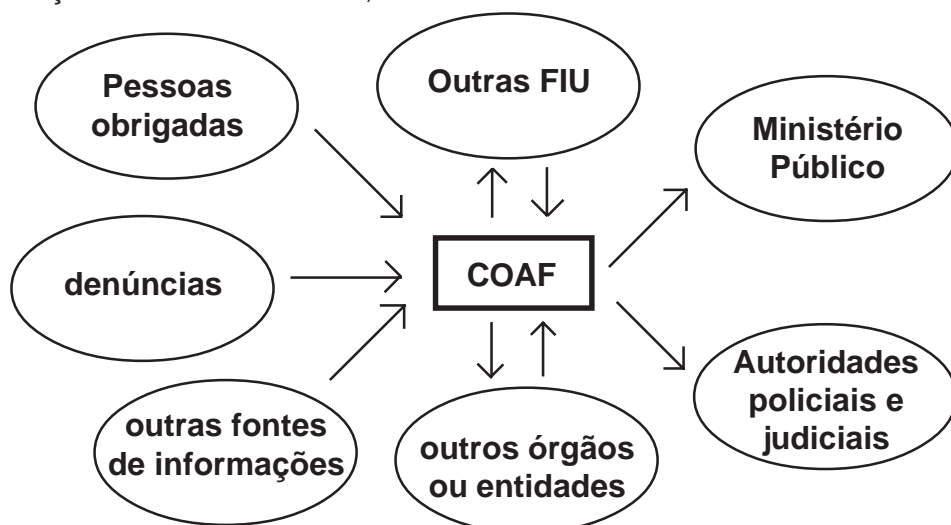 Pessoas
obrigadas
Outras FIU
Ministério
Público
denúncias
COAF
outras fontes
de informações
outros órgãos
ou entidades
Autoridades
policiais e
judiciais